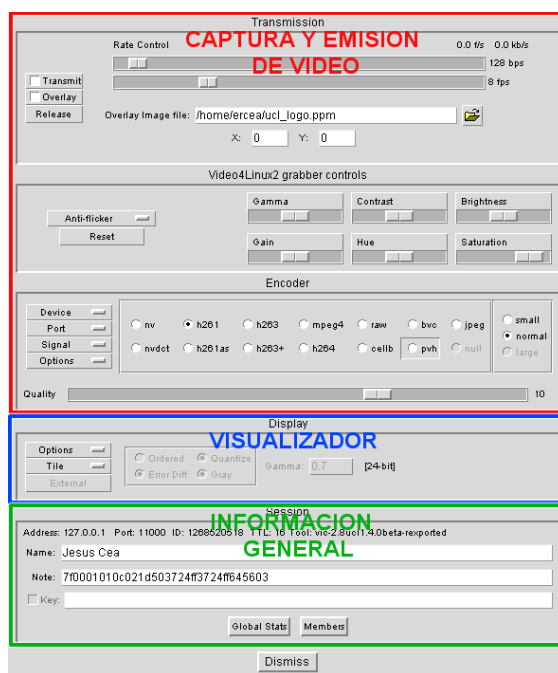 Transmission
CAPTURA Y EMISION DE VIDEO
Rate Control 0.0 f/s 0.0 kb/s
128 bps
8 fps
Transmit
Overlay
Release
Overlay Image file: /home/ercea/ucl_logo.ppm
X: 0 Y: 0
Video4Linux2 grabber controls
Anti-flicker
Reset
Gamma Contrast Brightness
Gain Hue Saturation
Encoder
Device
Port
Signal
Options
nv h261 h263 mpeg4 raw bvc jpeg
nvdct h261as h263+ h264 cellb pvh null
small
normal
large
Quality 10
Display
VISUALIZADOR
Options
Tile
External
Ordered Quantize
Error Diff Gray
Gamma: 0.7 [24-bit]
Session
INFORMACION GENERAL
Address: 127.0.0.1 Port: 11000 ID: 1268520518 TTL: 16 Tool: vic-2.8ucl1.4.0beta-rexported
Name: Jesus Cea
Note: 7f0001010c021d503724ff3724ff645603
Key:
Global Stats Members
Dismiss